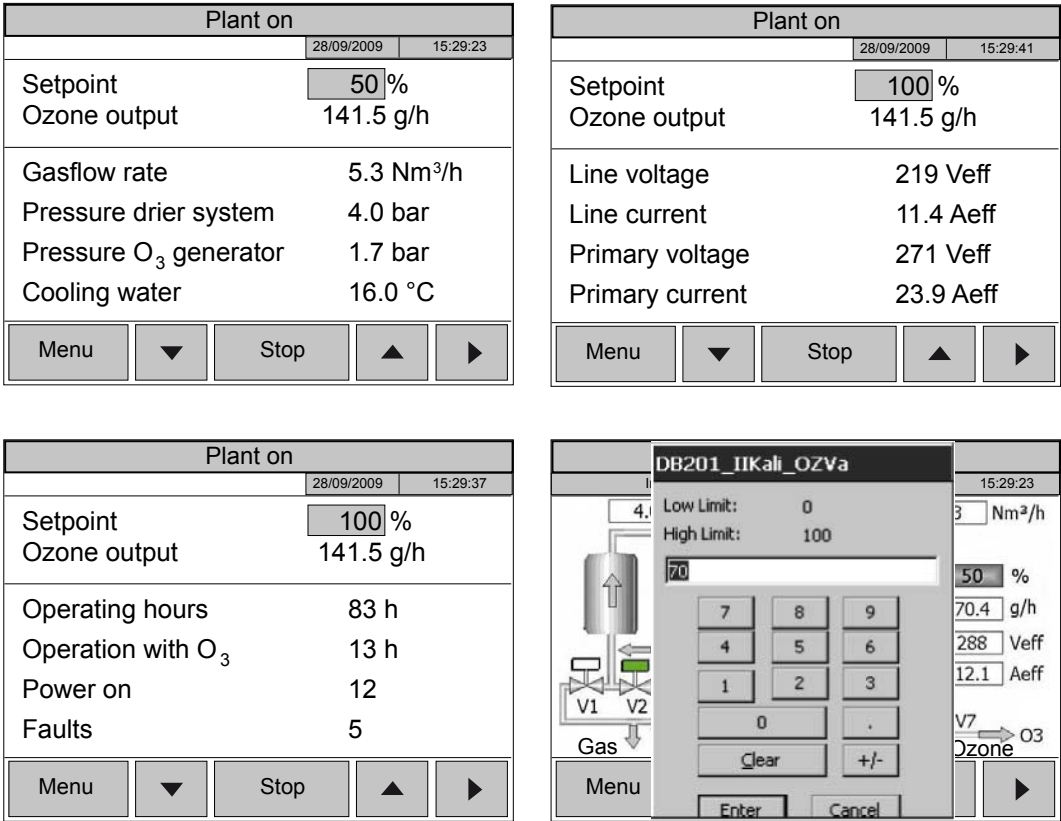 Plant on
28/09/2009 15:29:23
Setpoint 50 %
Ozone output 141.5 g/h
Gasflow rate 5.3 Nm³/h
Pressure drier system 4.0 bar
Pressure O₃ generator 1.7 bar
Cooling water 16.0 °C
Menu Stop
Plant on
28/09/2009 15:29:41
Setpoint 100 %
Ozone output 141.5 g/h
Line voltage 219 Veff
Line current 11.4 Aeff
Primary voltage 271 Veff
Primary current 23.9 Aeff
Menu Stop
Plant on
28/09/2009 15:29:37
Setpoint 100 %
Ozone output 141.5 g/h
Operating hours 83 h
Operation with O₃ 13 h
Power on 12
Faults 5
Menu Stop
DB201_IIKali_OZVa
15:29:23
Low Limit: 0
High Limit: 100
70
7 8 9
4 5 6
1 2 3
0 .
Clear +/-
Enter Cancel
4.
3 Nm³/h
50 %
70.4 g/h
288 Veff
12.1 Aeff
V1 V2
V7
O3
Gas
Ozone
Menu